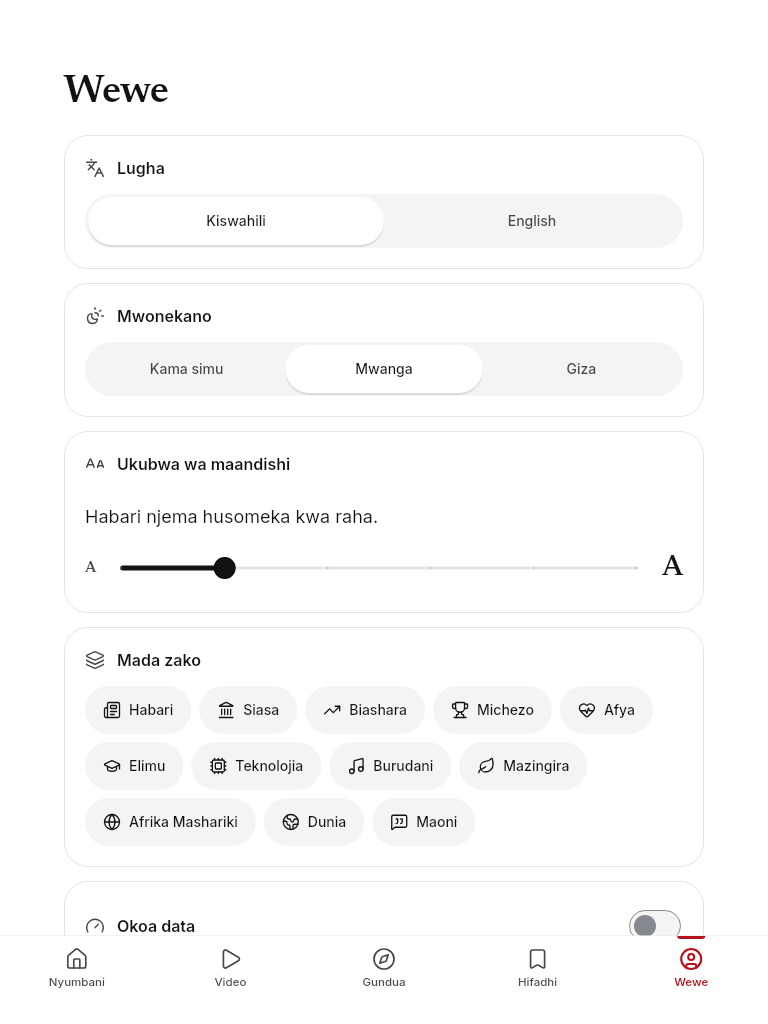 Wewe
Lugha
Kiswahili English
Mwonekano
Kama simu Mwanga Giza
Ukubwa wa maandishi
Habari njema husomeka kwa raha.
A A
Mada zako
Habari Siasa Biashara Michezo Afya
Elimu Teknolojia Burudani Mazingira
Afrika Mashariki Dunia Maoni
Okoa data
Nyumbani Video Gundua Hifadhi Wewe